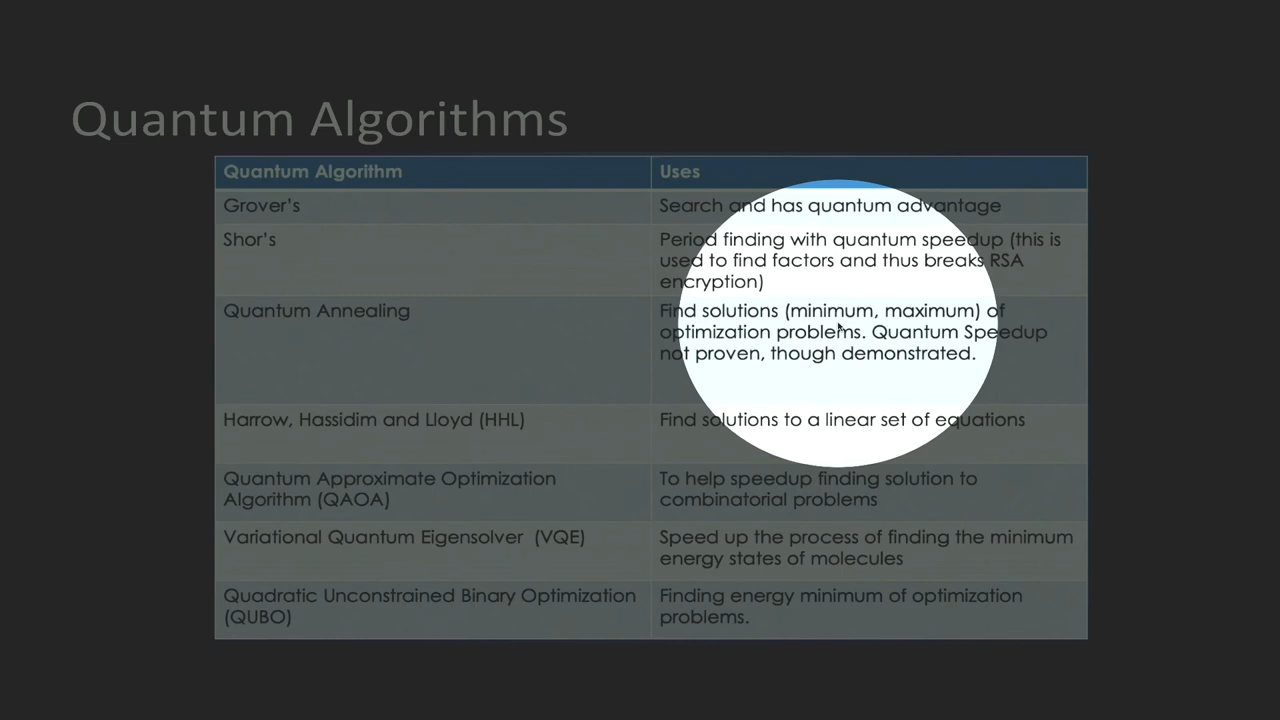 Quantum Algorithms
Quantum Algorithm
Uses
Grover's
Search and has quantum advantage
Shor's
Period finding with quantum speedup (this is
used to find factors and thus breaks RSA
encryption)
Quantum Annealing
Find solutions (minimum, maximum) of
optimization problems. Quantum Speedup
not proven, though demonstrated.
Harrow, Hassidim and Lloyd (HHL)
Find solutions to a linear set of equations
Quantum Approximate Optimization
Algorithm (QAOA)
To help speedup finding solution to
combinatorial problems
Variational Quantum Eigensolver (VQE)
Speed up the process of finding the minimum
energy states of molecules
Quadratic Unconstrained Binary Optimization
(QUBO)
Finding energy minimum of optimization
problems.